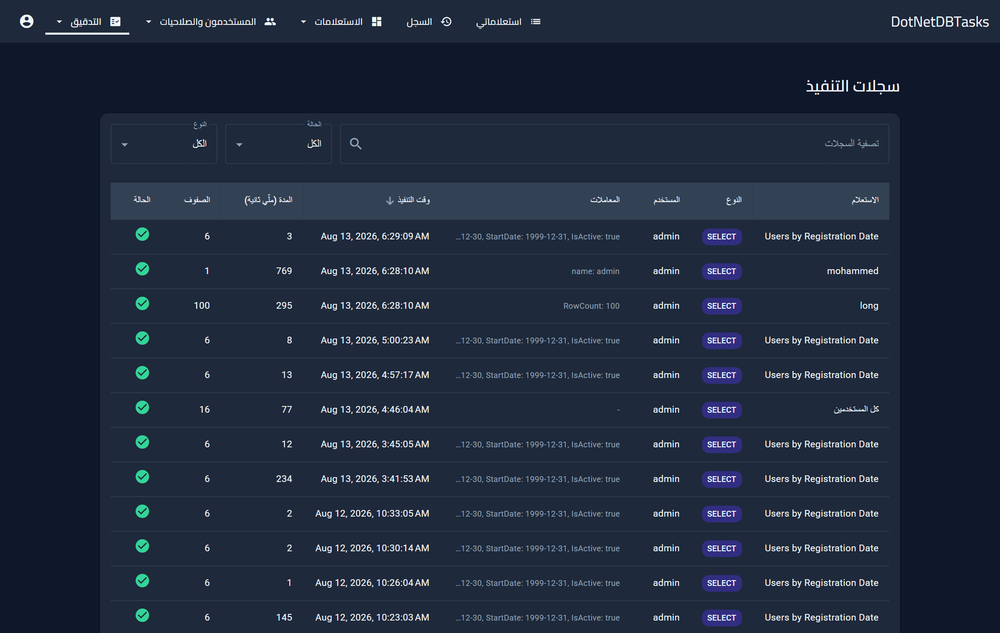 DotNetDBTasks
استعلاماتي
السجل
الاستعلامات
المستخدمون والصلاحيات
التدقيق
سجلات التنفيذ
تصفية السجلات
الحالة
الكل
النوع
الكل
الاستعلام النوع المستخدم المعاملات وقت التنفيذ المدة (ملّي ثانية) الصفوف الحالة
Users by Registration Date SELECT admin ...12-30, StartDate: 1999-12-31, IsActive: true Aug 13, 2026, 6:29:09 AM 3 6
mohammed SELECT admin name: admin Aug 13, 2026, 6:28:10 AM 769 1
long SELECT admin RowCount: 100 Aug 13, 2026, 6:28:10 AM 295 100
Users by Registration Date SELECT admin ...12-30, StartDate: 1999-12-31, IsActive: true Aug 13, 2026, 5:00:23 AM 8 6
Users by Registration Date SELECT admin ...12-30, StartDate: 1999-12-31, IsActive: true Aug 13, 2026, 4:57:17 AM 13 6
كل المستخدمين SELECT admin - Aug 13, 2026, 4:46:04 AM 77 16
Users by Registration Date SELECT admin ...12-30, StartDate: 1999-12-31, IsActive: true Aug 13, 2026, 3:45:05 AM 12 6
Users by Registration Date SELECT admin ...12-30, StartDate: 1999-12-31, IsActive: true Aug 13, 2026, 3:41:53 AM 234 6
Users by Registration Date SELECT admin ...12-30, StartDate: 1999-12-31, IsActive: true Aug 12, 2026, 10:33:05 AM 2 6
Users by Registration Date SELECT admin ...12-30, StartDate: 1999-12-31, IsActive: true Aug 12, 2026, 10:30:14 AM 2 6
Users by Registration Date SELECT admin ...12-30, StartDate: 1999-12-31, IsActive: true Aug 12, 2026, 10:26:04 AM 1 6
Users by Registration Date SELECT admin ...12-30, StartDate: 1999-12-31, IsActive: true Aug 12, 2026, 10:23:03 AM 145 6